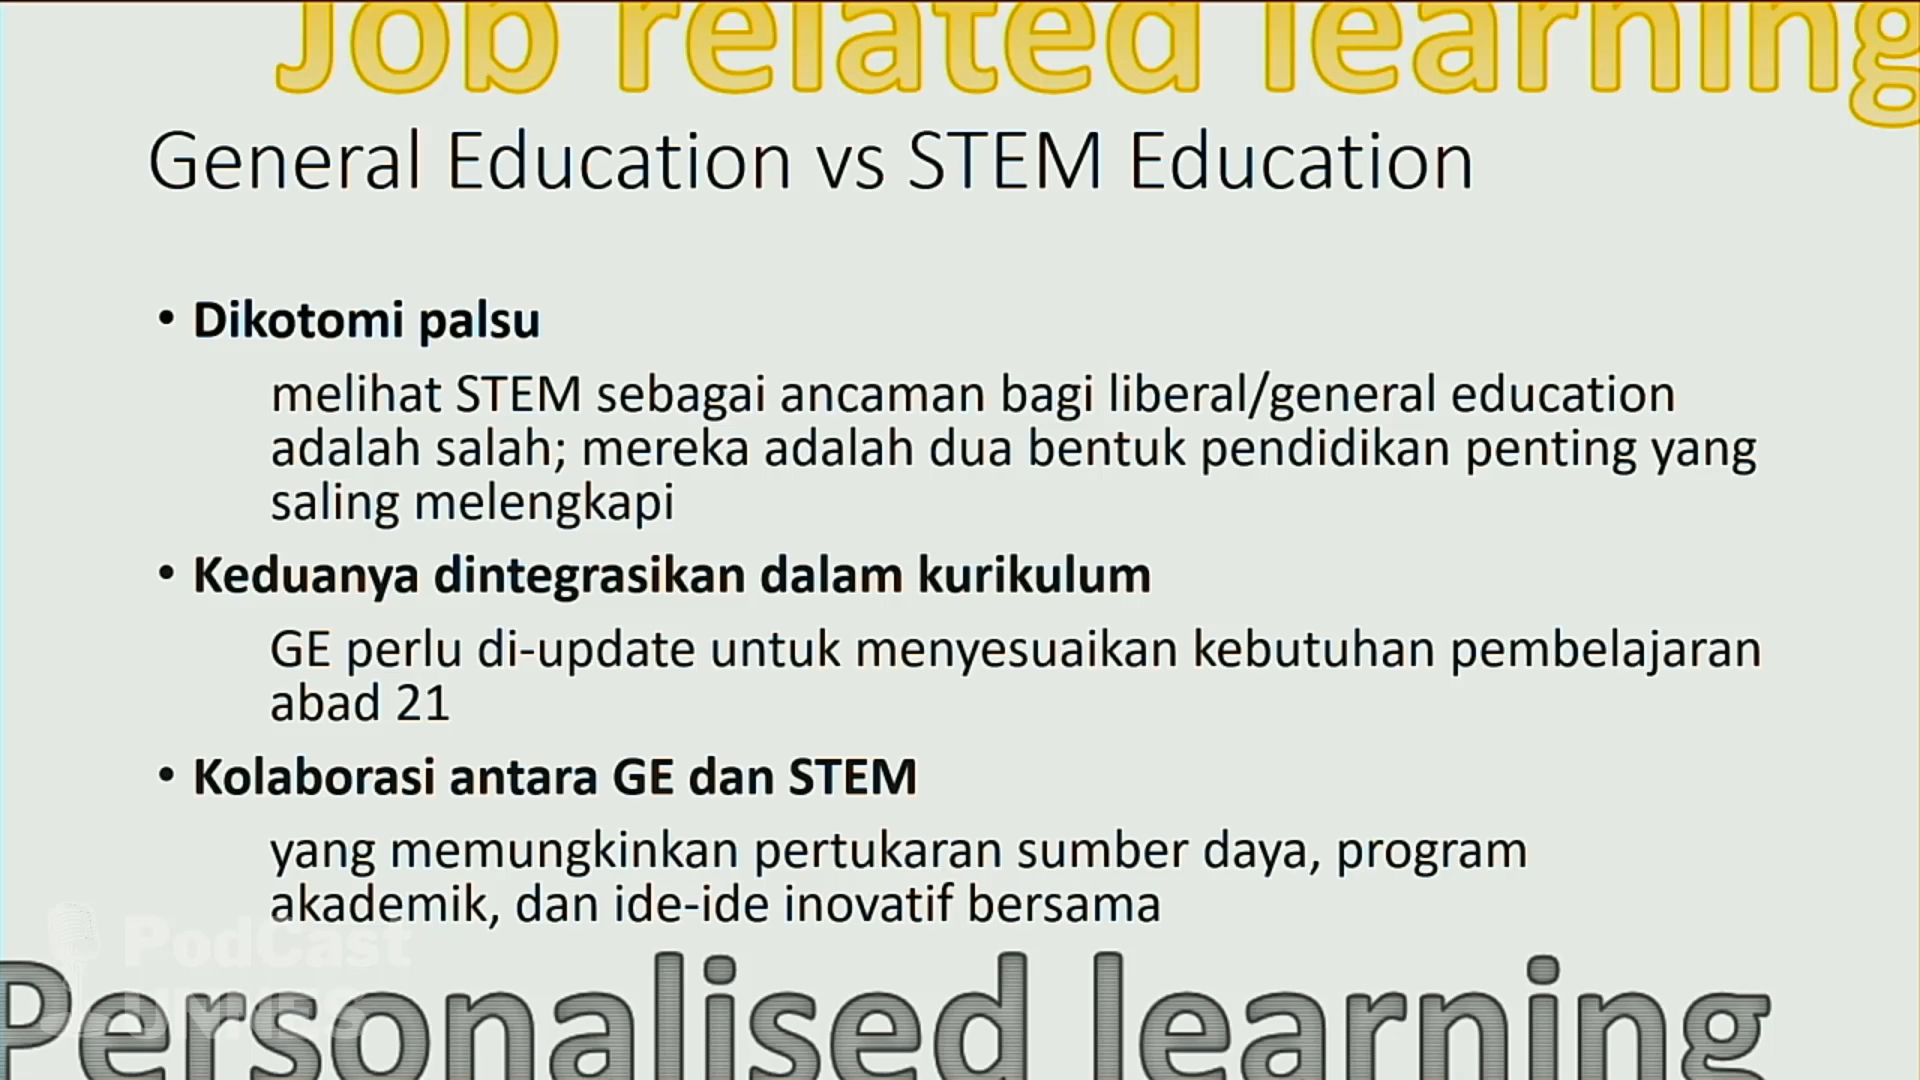 Job related learning
General Education vs STEM Education
• Dikotomi palsu
melihat STEM sebagai ancaman bagi liberal/general education
adalah salah; mereka adalah dua bentuk pendidikan penting yang
saling melengkapi
• Keduanya dintegrasikan dalam kurikulum
GE perlu di-update untuk menyesuaikan kebutuhan pembelajaran
abad 21
• Kolaborasi antara GE dan STEM
yang memungkinkan pertukaran sumber daya, program
akademik, dan ide-ide inovatif bersama
PodCast
UNNES
Personalised learning